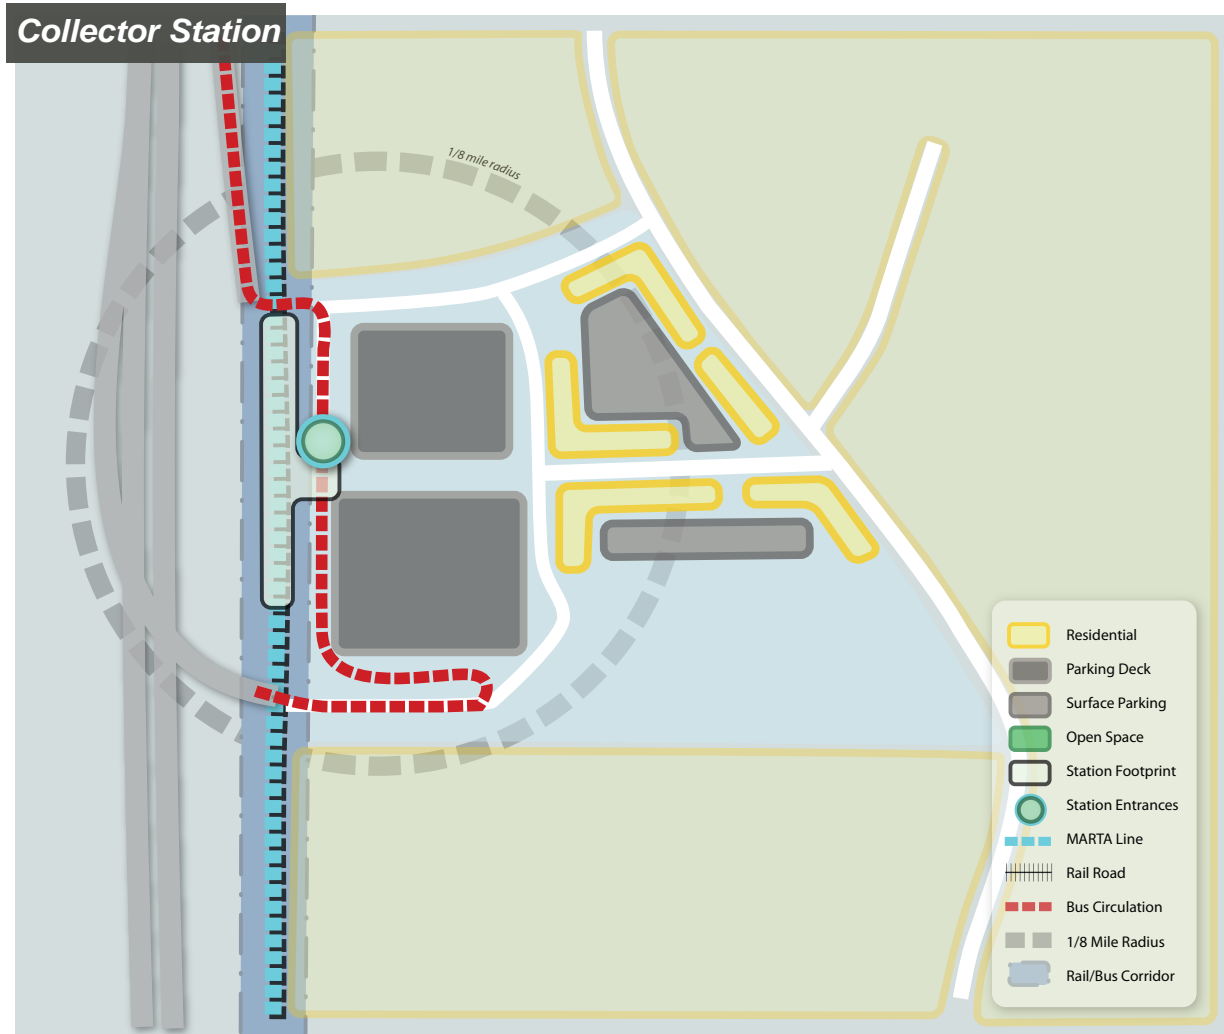 Collector Station
1/8 mile radius
Residential
Parking Deck
Surface Parking
Open Space
Station Footprint
Station Entrances
MARTA Line
Rail Road
Bus Circulation
1/8 Mile Radius
Rail/Bus Corridor